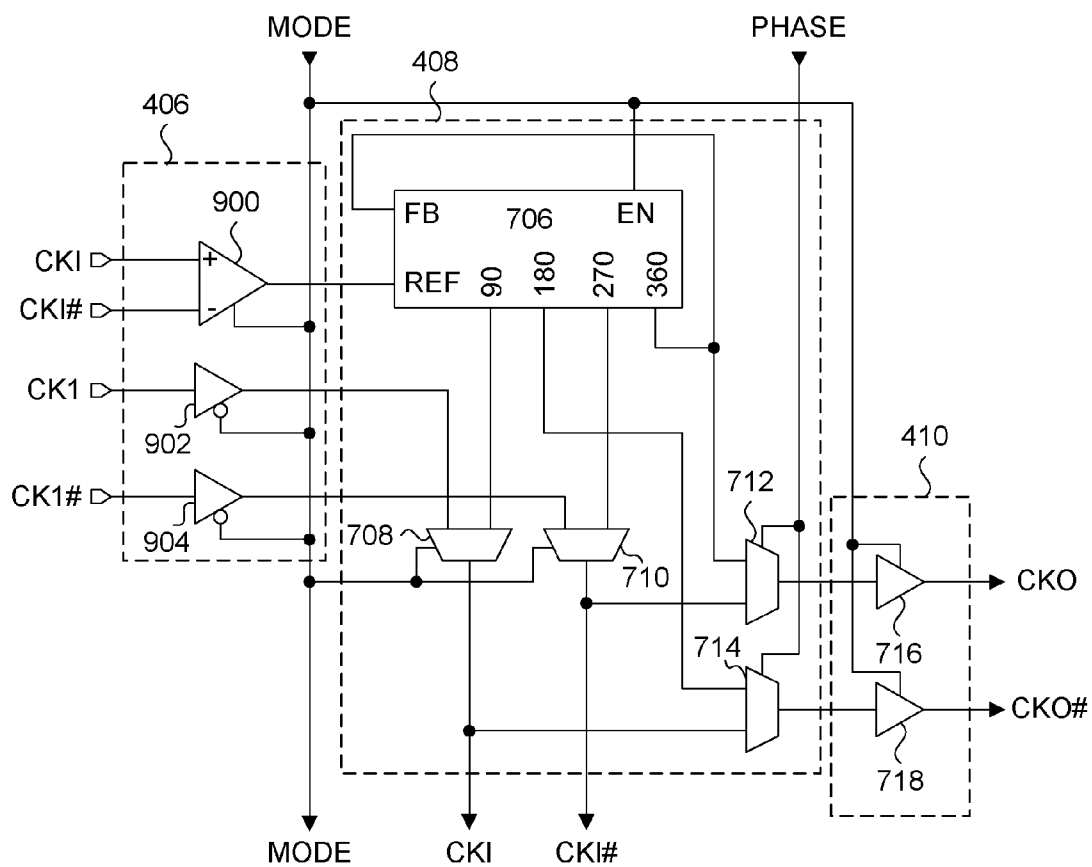 MODE
PHASE
406
408
900
FB
706
EN
CKI
+
REF
90
180
270
360
CKI#
-
CK1
902
410
CK1#
712
904
708
710
CKO
716
714
CKO#
718
MODE
CKI
CKI#